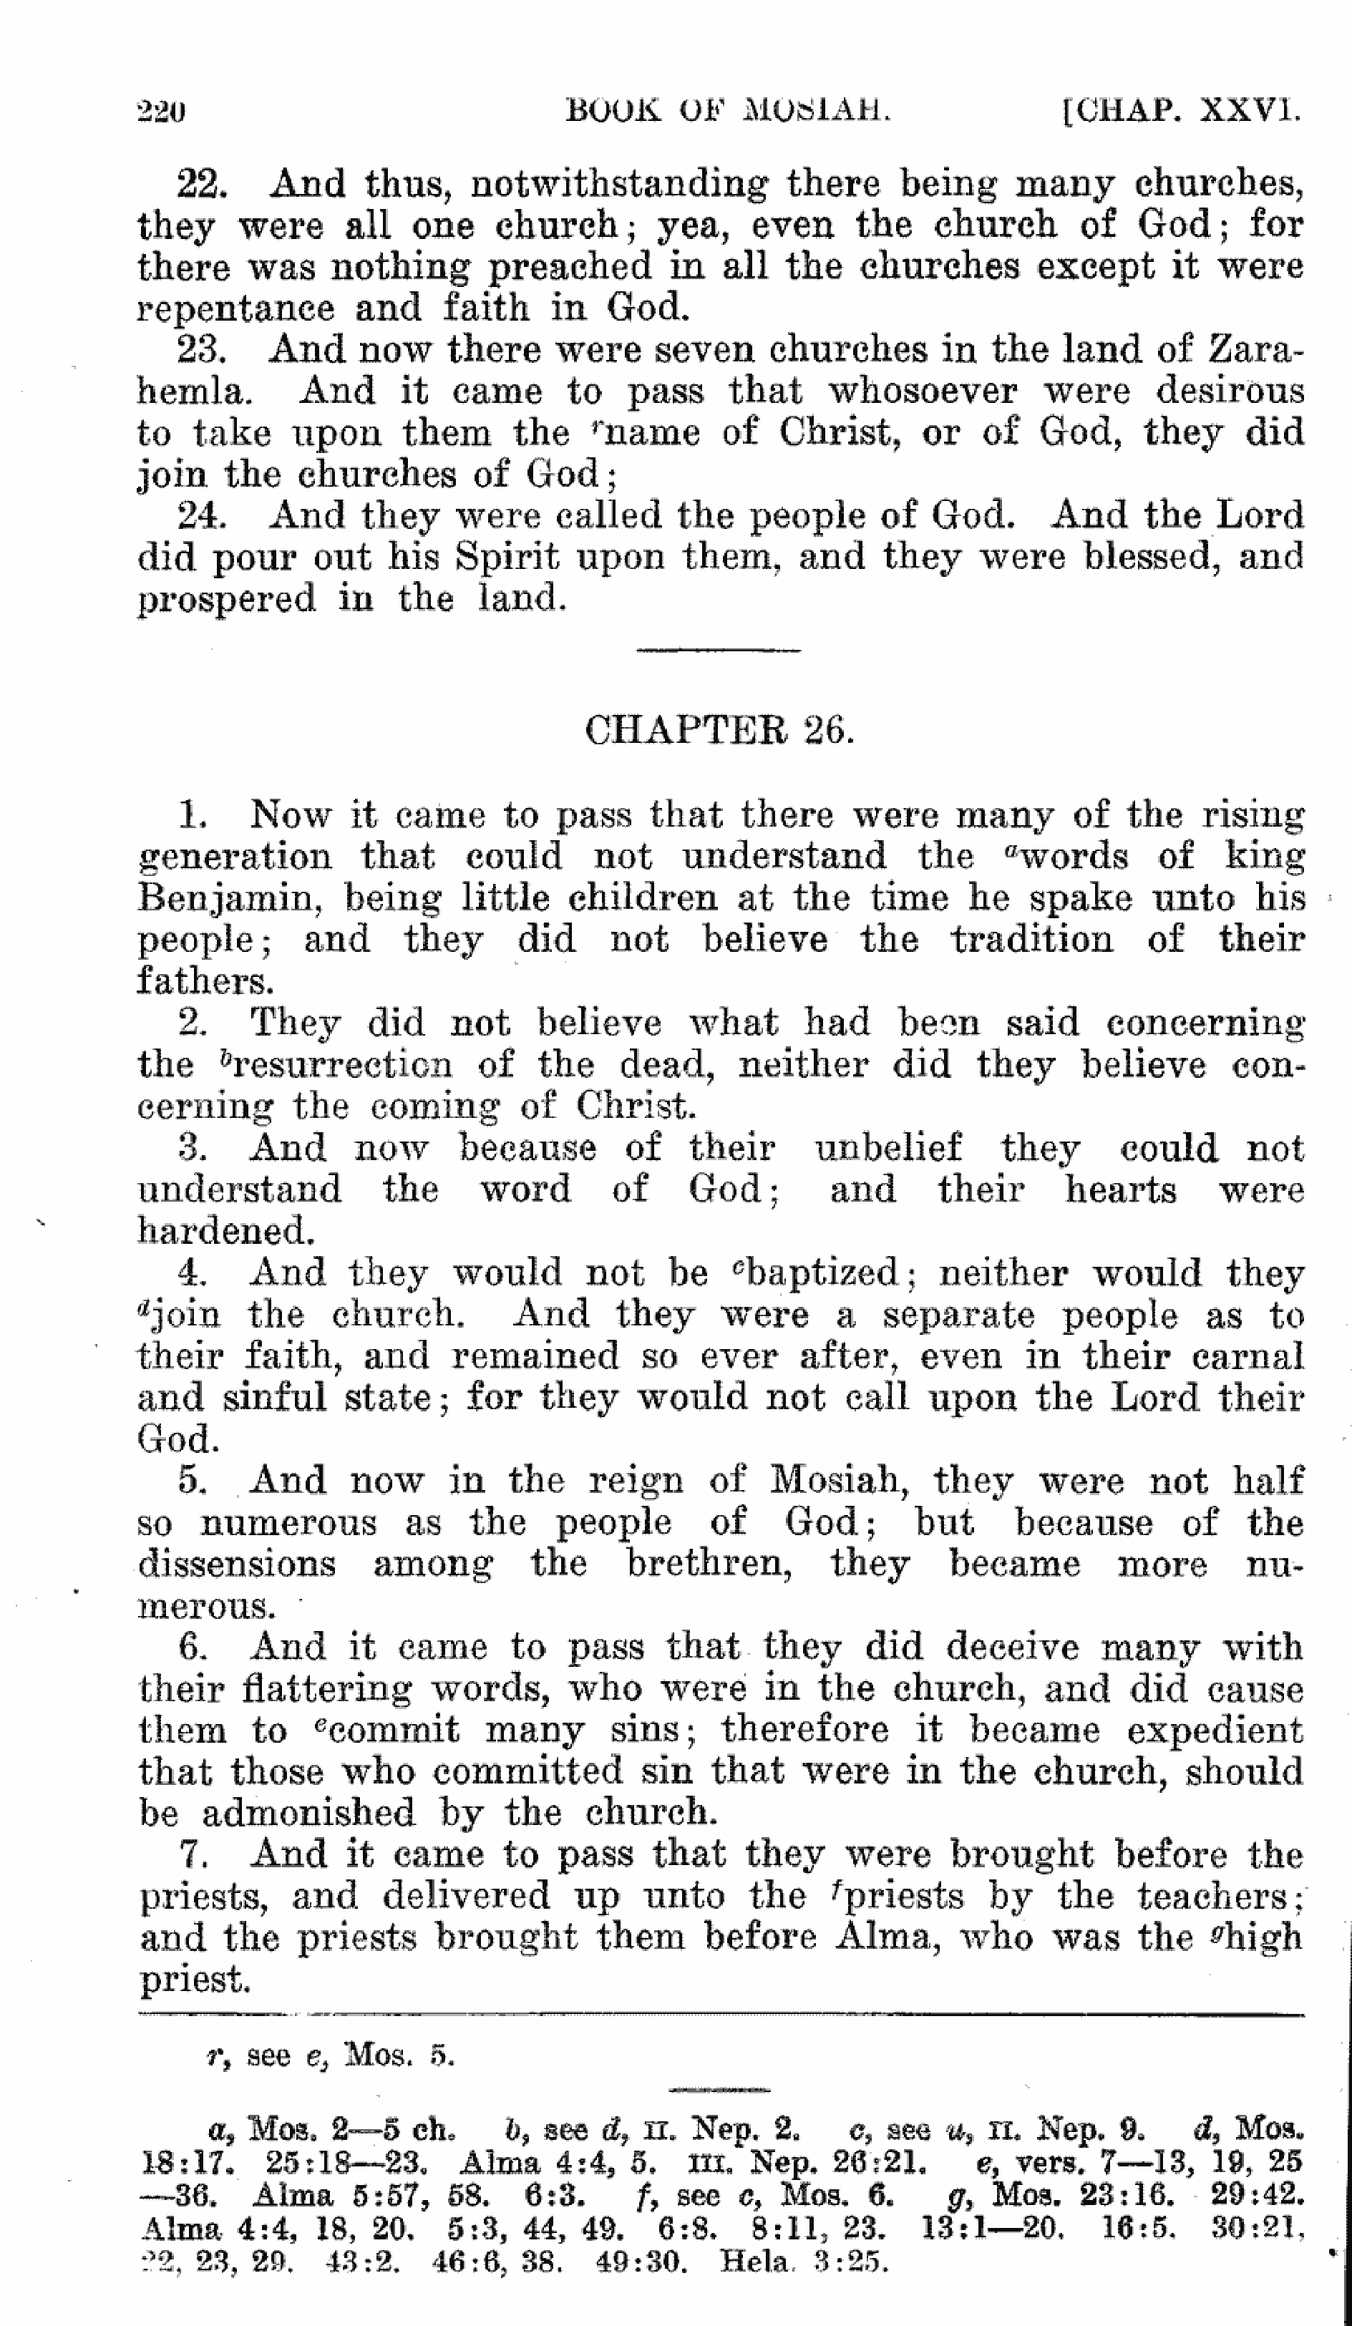 220 BOOK OF MOSIAH. [CHAP. XXVI.
22. And thus, notwithstanding there being many churches,
they were all one church; yea, even the church of God; for
there was nothing preached in all the churches except it were
repentance and faith in God.
23. And now there were seven churches in the land of Zara-
hemla. And it came to pass that whosoever were desirous
to take upon them the rname of Christ, or of God, they did
join the churches of God;
24. And they were called the people of God. And the Lord
did pour out his Spirit upon them, and they were blessed, and
prospered in the land.
CHAPTER 26.
1. Now it came to pass that there were many of the rising
generation that could not understand the awords of king
Benjamin, being little children at the time he spake unto his
people; and they did not believe the tradition of their
fathers.
2. They did not believe what had been said concerning
the bresurrection of the dead, neither did they believe con-
cerning the coming of Christ.
3. And now because of their unbelief they could not
understand the word of God; and their hearts were
hardened.
4. And they would not be cbaptized; neither would they
djoin the church. And they were a separate people as to
their faith, and remained so ever after, even in their carnal
and sinful state; for they would not call upon the Lord their
God.
5. And now in the reign of Mosiah, they were not half
so numerous as the people of God; but because of the
dissensions among the brethren, they became more nu-
merous.
6. And it came to pass that they did deceive many with
their flattering words, who were in the church, and did cause
them to ecommit many sins; therefore it became expedient
that those who committed sin that were in the church, should
be admonished by the church.
7. And it came to pass that they were brought before the
priests, and delivered up unto the fpriests by the teachers;
and the priests brought them before Alma, who was the ghigh
priest.
r, see e, Mos. 5.
a, Mos. 2—5 ch. b, see d, II. Nep. 2. c, see u, II. Nep. 9. d, Mos.
18:17. 25:18—23. Alma 4:4, 5. III. Nep. 26:21. e, vers. 7—13, 19, 25
—36. Alma 5:57, 58. 6:3. f, see c, Mos. 6. g, Mos. 23:16. 29:42.
Alma 4:4, 18, 20. 5:3, 44, 49. 6:8. 8:11, 23. 13:1—20. 16:5. 30:21,
22, 23, 29. 43:2. 46:6, 38. 49:30. Hela. 3:25.